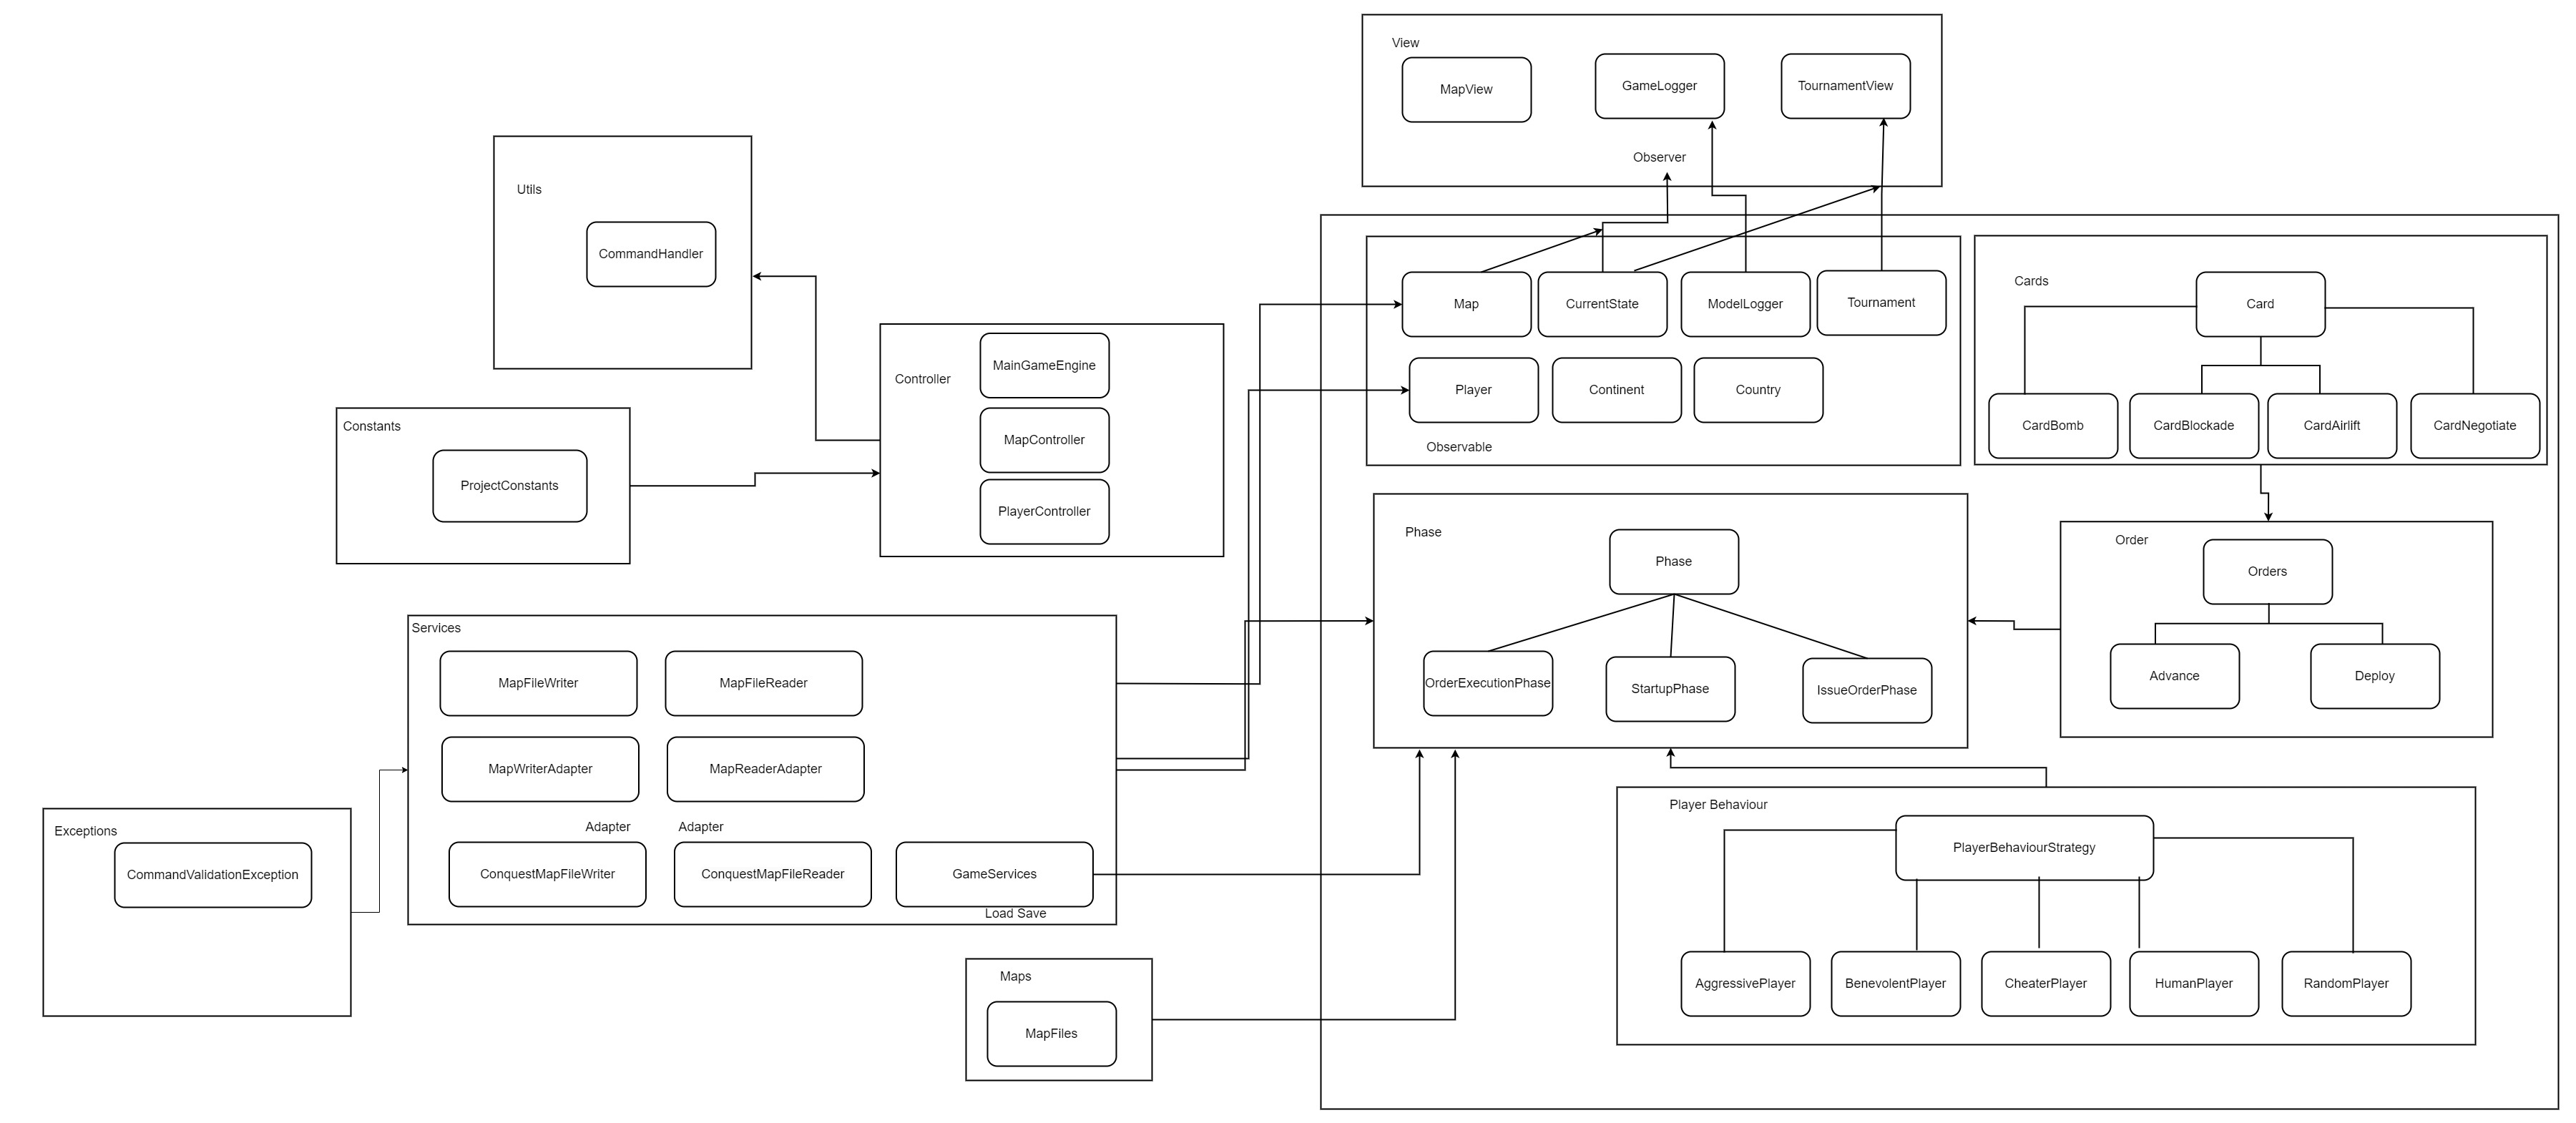 View
MapView
GameLogger
TournamentView
Observer
Utils
CommandHandler
Constants
ProjectConstants
Controller
MainGameEngine
MapController
PlayerController
Map
CurrentState
ModelLogger
Tournament
Player
Continent
Country
Observable
Cards
Card
CardBomb
CardBlockade
CardAirlift
CardNegotiate
Phase
Phase
OrderExecutionPhase
StartupPhase
IssueOrderPhase
Order
Orders
Advance
Deploy
Services
MapFileWriter
MapFileReader
MapWriterAdapter
MapReaderAdapter
Adapter
Adapter
ConquestMapFileWriter
ConquestMapFileReader
GameServices
Load Save
Exceptions
CommandValidationException
Maps
MapFiles
Player Behaviour
PlayerBehaviourStrategy
AggressivePlayer
BenevolentPlayer
CheaterPlayer
HumanPlayer
RandomPlayer